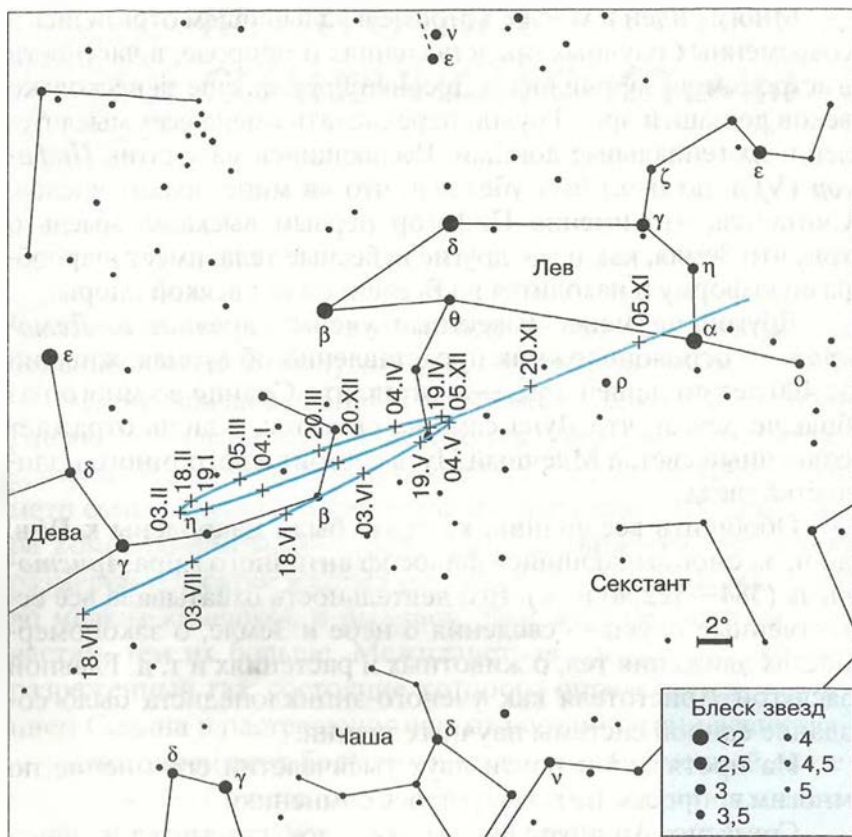 ν
ε
ε
ζ
γ
δ
Лев
η
05.XI
β
θ
α
20.XI
ε
ρ
ο
20.XII
04.IV
19.IV
05.XII
20.III
05.III
04.I
18.II
19.I
03.II
19.V
04.V
δ
η
β
03.VI
Дева
γ
18.VI
03.VII
18.VII
Секстант
2°
Чаша
δ
δ
γ
ν
Блеск звезд
<2 4
2,5 4,5
3 5
3,5